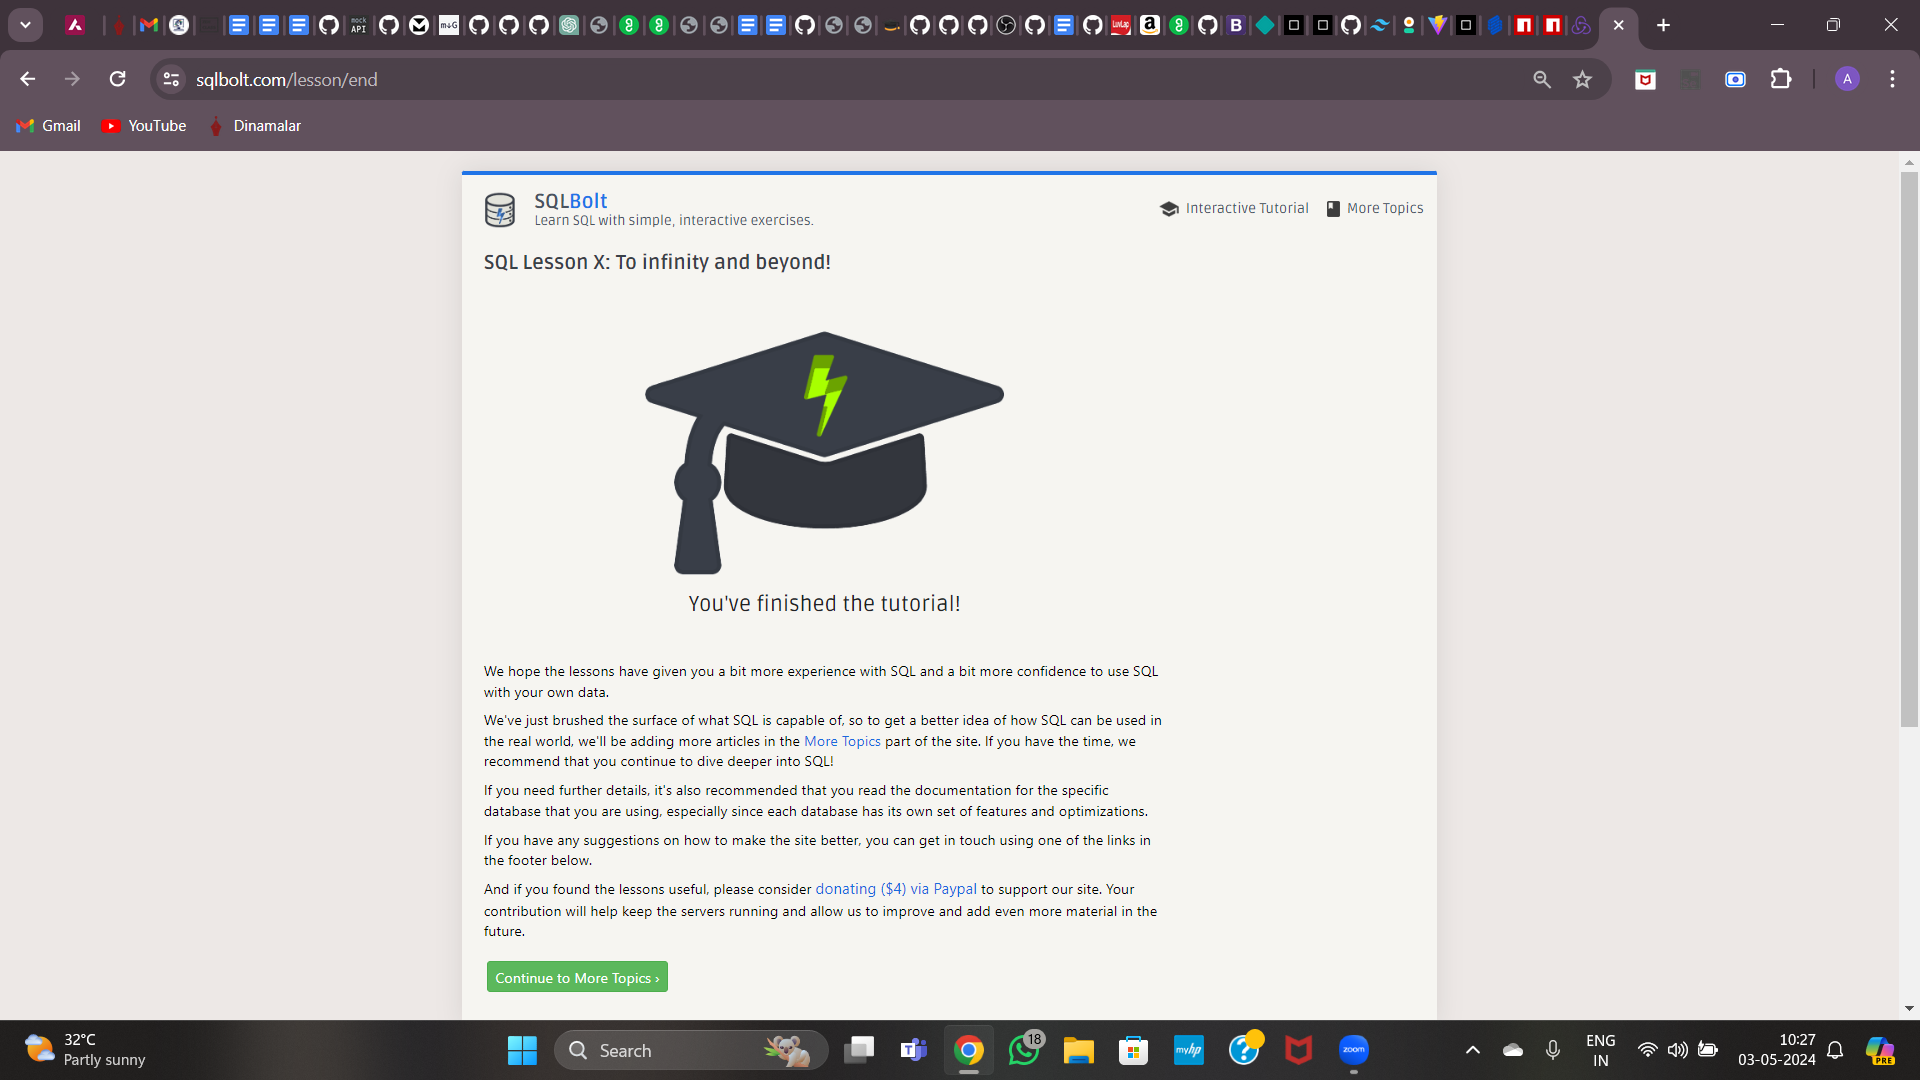 mock
API
m+G
LuvLap
B
sqlbolt.com/lesson/end
A
Gmail
YouTube
Dinamalar
SQLBolt
Learn SQL with simple, interactive exercises.
Interactive Tutorial
More Topics
SQL Lesson X: To infinity and beyond!
You've finished the tutorial!
We hope the lessons have given you a bit more experience with SQL and a bit more confidence to use SQL
with your own data.
We've just brushed the surface of what SQL is capable of, so to get a better idea of how SQL can be used in
the real world, we'll be adding more articles in the More Topics part of the site. If you have the time, we
recommend that you continue to dive deeper into SQL!
If you need further details, it's also recommended that you read the documentation for the specific
database that you are using, especially since each database has its own set of features and optimizations.
If you have any suggestions on how to make the site better, you can get in touch using one of the links in
the footer below.
And if you found the lessons useful, please consider donating ($4) via Paypal to support our site. Your
contribution will help keep the servers running and allow us to improve and add even more material in the
future.
Continue to More Topics ›
32°C
Partly sunny
Search
18
myhp
zoom
ENG
IN
10:27
03-05-2024
PRE